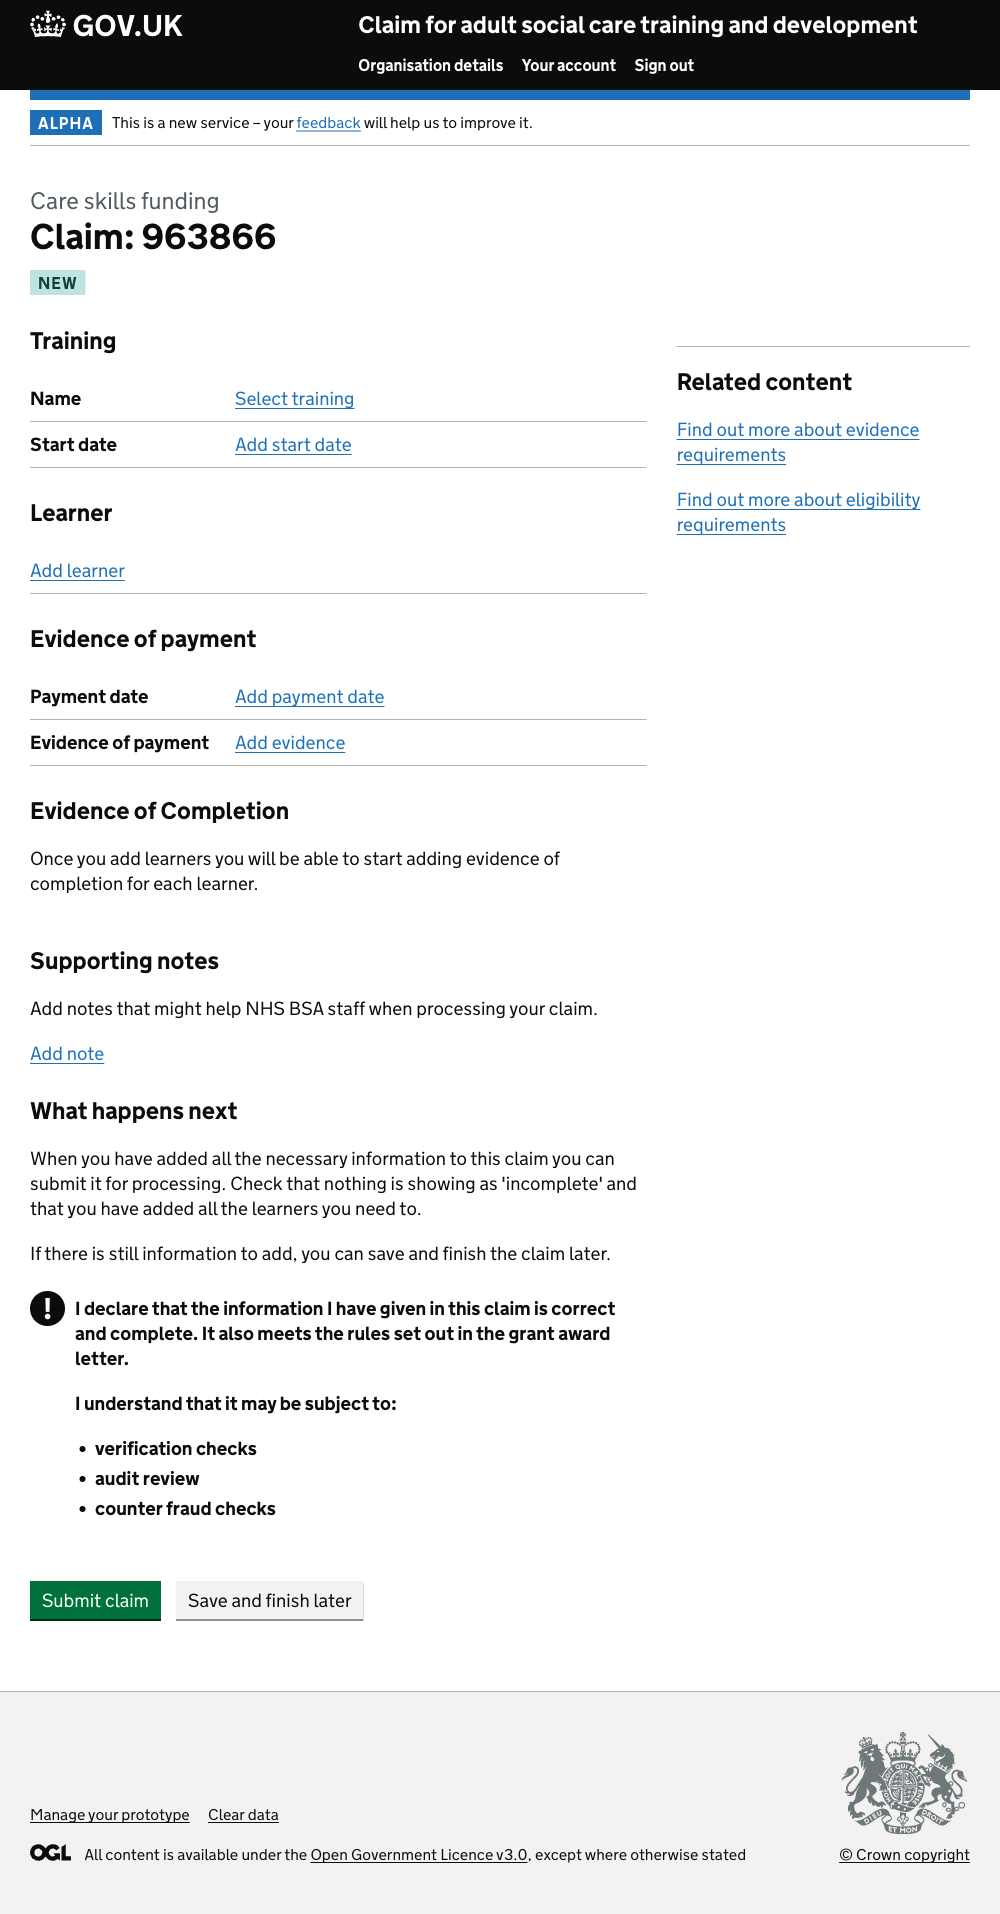 GOV.UK
Claim for adult social care training and development
Organisation details Your account Sign out
ALPHA This is a new service – your feedback will help us to improve it.
Care skills funding
Claim: 963866
NEW
Training
Name Select training
Start date Add start date
Learner
Add learner
Evidence of payment
Payment date Add payment date
Evidence of payment Add evidence
Evidence of Completion
Once you add learners you will be able to start adding evidence of
completion for each learner.
Supporting notes
Add notes that might help NHS BSA staff when processing your claim.
Add note
What happens next
When you have added all the necessary information to this claim you can
submit it for processing. Check that nothing is showing as 'incomplete' and
that you have added all the learners you need to.
If there is still information to add, you can save and finish the claim later.
! I declare that the information I have given in this claim is correct
and complete. It also meets the rules set out in the grant award
letter.
I understand that it may be subject to:
• verification checks
• audit review
• counter fraud checks
Submit claim Save and finish later
Related content
Find out more about evidence
requirements
Find out more about eligibility
requirements
Manage your prototype Clear data
OGL All content is available under the Open Government Licence v3.0, except where otherwise stated
DIEU ET MON DROIT
© Crown copyright